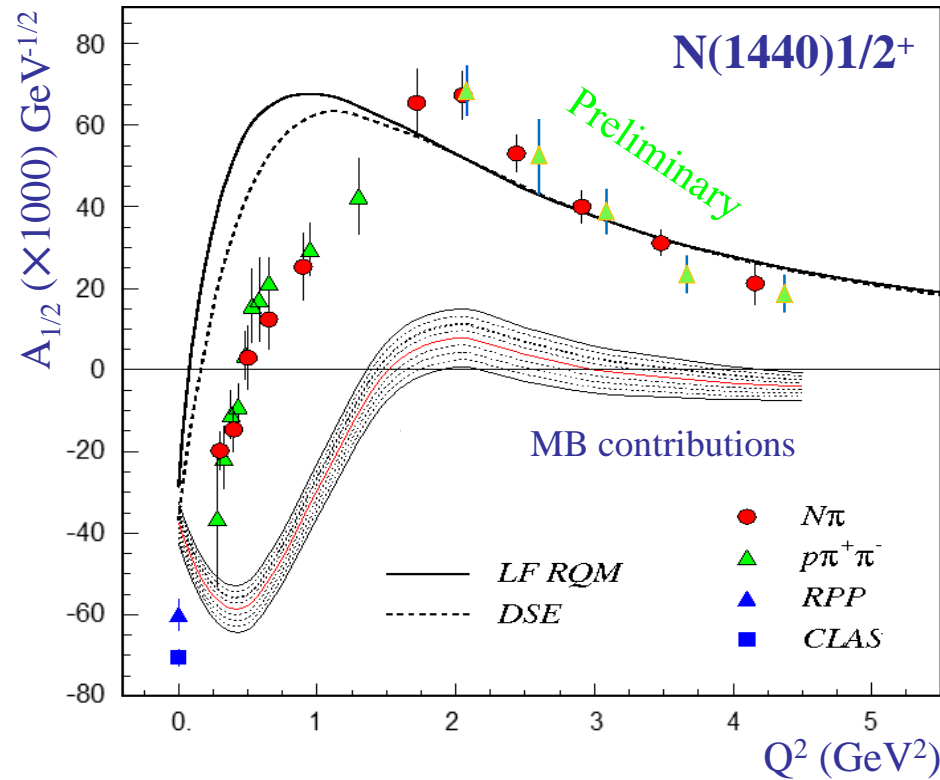 N(1440)1/2⁺
Preliminary
A₁/₂ (×1000) GeV⁻¹/²
80
60
40
20
0
-20
-40
-60
-80
MB contributions
Nπ
pπ⁺π⁻
RPP
CLAS
LF RQM
DSE
0. 1 2 3 4 5
Q² (GeV²)